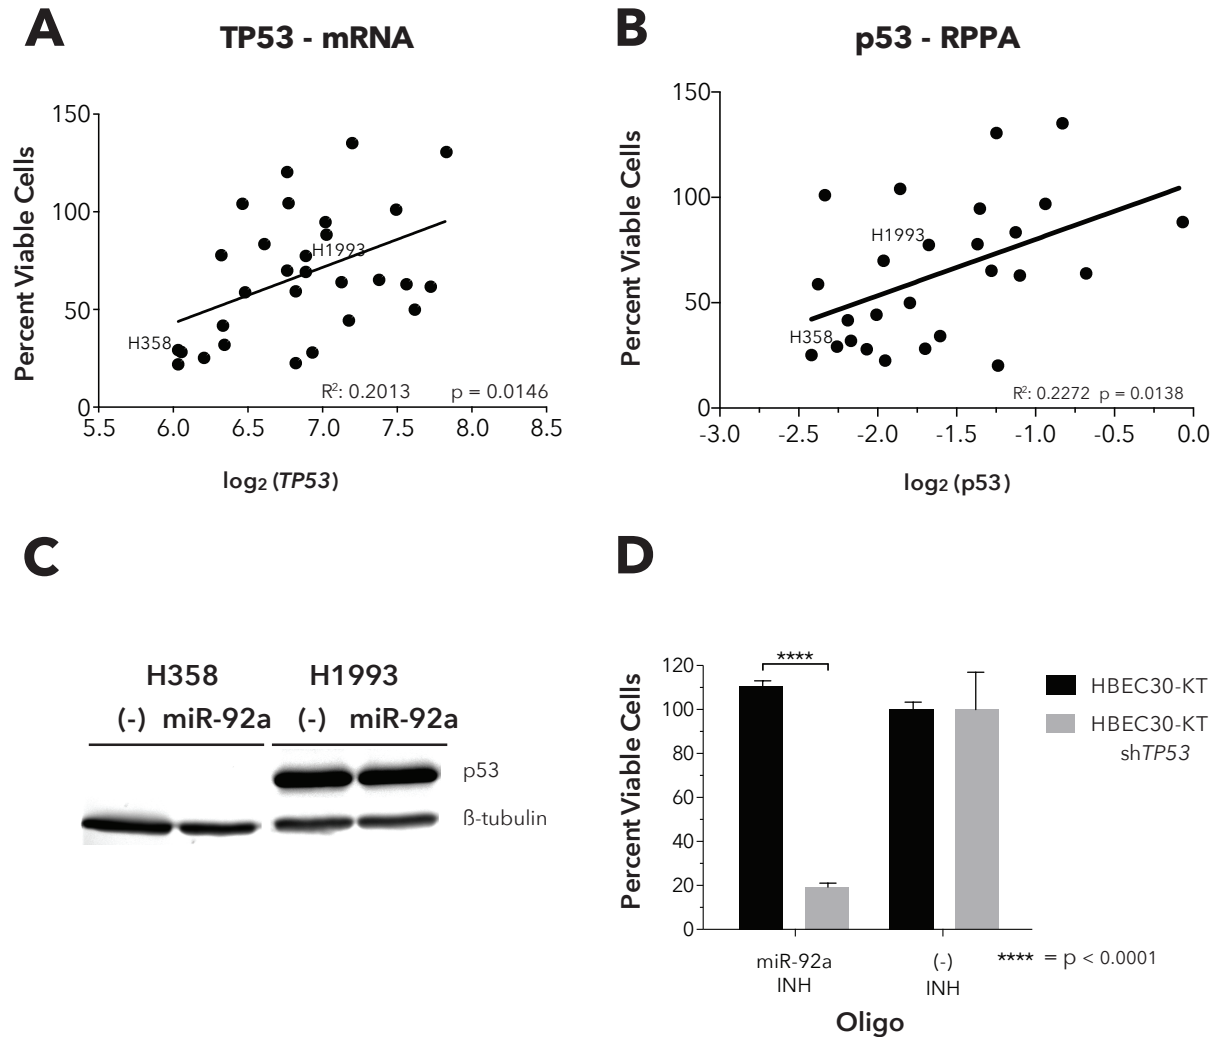 A
TP53 - mRNA
Percent Viable Cells
150
100
50
0
H1993
H358
R²: 0.2013 p = 0.0146
5.5 6.0 6.5 7.0 7.5 8.0 8.5
log₂ (TP53)
B
p53 - RPPA
Percent Viable Cells
150
100
50
0
H1993
H358
R²: 0.2272 p = 0.0138
-3.0 -2.5 -2.0 -1.5 -1.0 -0.5 0.0
log₂ (p53)
C
H358 H1993
(-) miR-92a (-) miR-92a
p53
ß-tubulin
D
Percent Viable Cells
120
100
80
60
40
20
0
****
HBEC30-KT
HBEC30-KT
shTP53
miR-92a
INH
(-)
INH
**** = p < 0.0001
Oligo